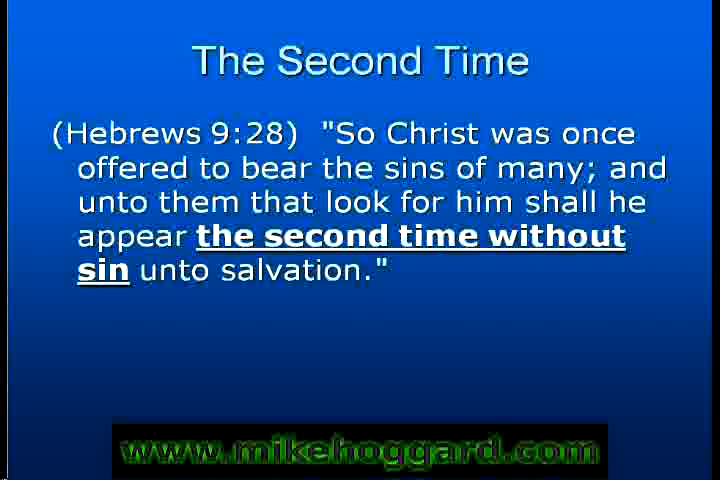 The Second Time
(Hebrews 9:28) "So Christ was once
offered to bear the sins of many; and
unto them that look for him shall he
appear the second time without
sin unto salvation."
www.mikehoggard.com